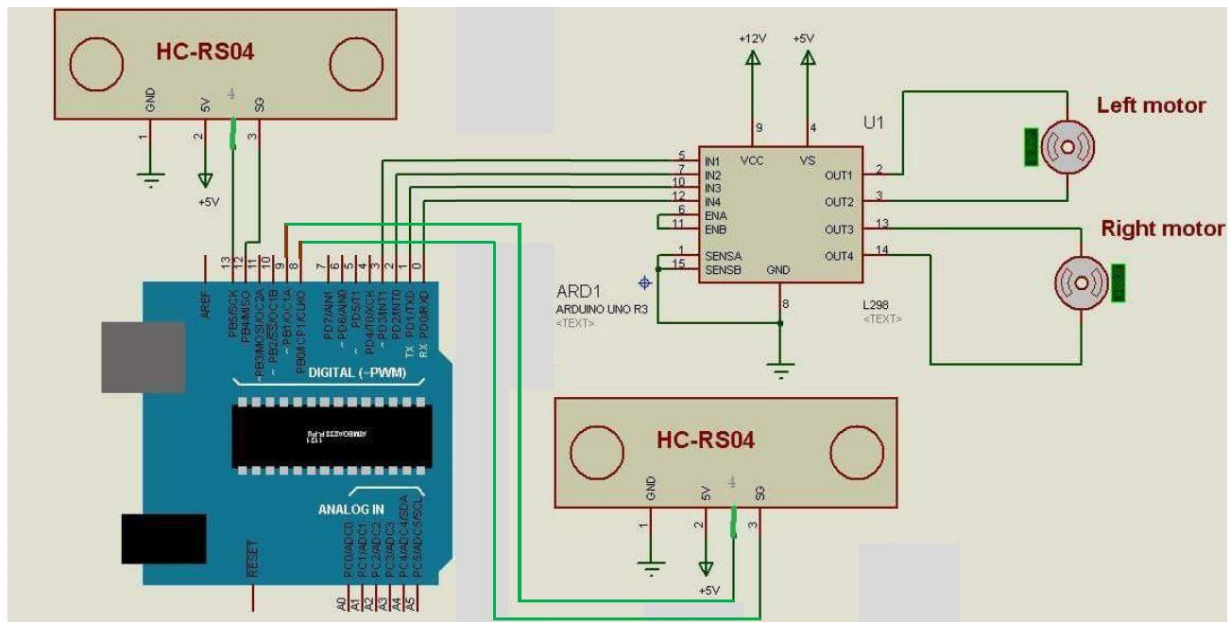 HC-RS04
GND
5V
4
SG
1
2
3
+5V
+12V
+5V
9
4
U1
VCC
VS
5
IN1
7
IN2
10
IN3
12
IN4
6
ENA
11
ENB
1
SENSA
15
SENSB
GND
8
OUT1
2
OUT2
3
OUT3
13
OUT4
14
L298
<TEXT>
Left motor
Right motor
ARD1
ARDUINO UNO R3
<TEXT>
13
12
11
10
9
8
7
6
5
4
3
2
1
0
AREF
PB5/SCK
PB4/MISO
~PB3/MOSI/OC2A
~PB2/SS/OC1B
~PB1/OC1A
PB0/ICP1/CLKO
PD7/AIN1
~PD6/AIN0
~PD5/T1
PD4/T0/XCK
~PD3/INT1
PD2/INT0
TX PD1/TXD
RX PD0/RXD
DIGITAL (~PWM)
1121
ANALOG IN
RESET
PC0/ADC0
PC1/ADC1
PC2/ADC2
PC3/ADC3
PC4/ADC4/SDA
PC5/ADC5/SCL
A0
A1
A2
A3
A4
A5
HC-RS04
GND
5V
4
SG
1
2
3
+5V